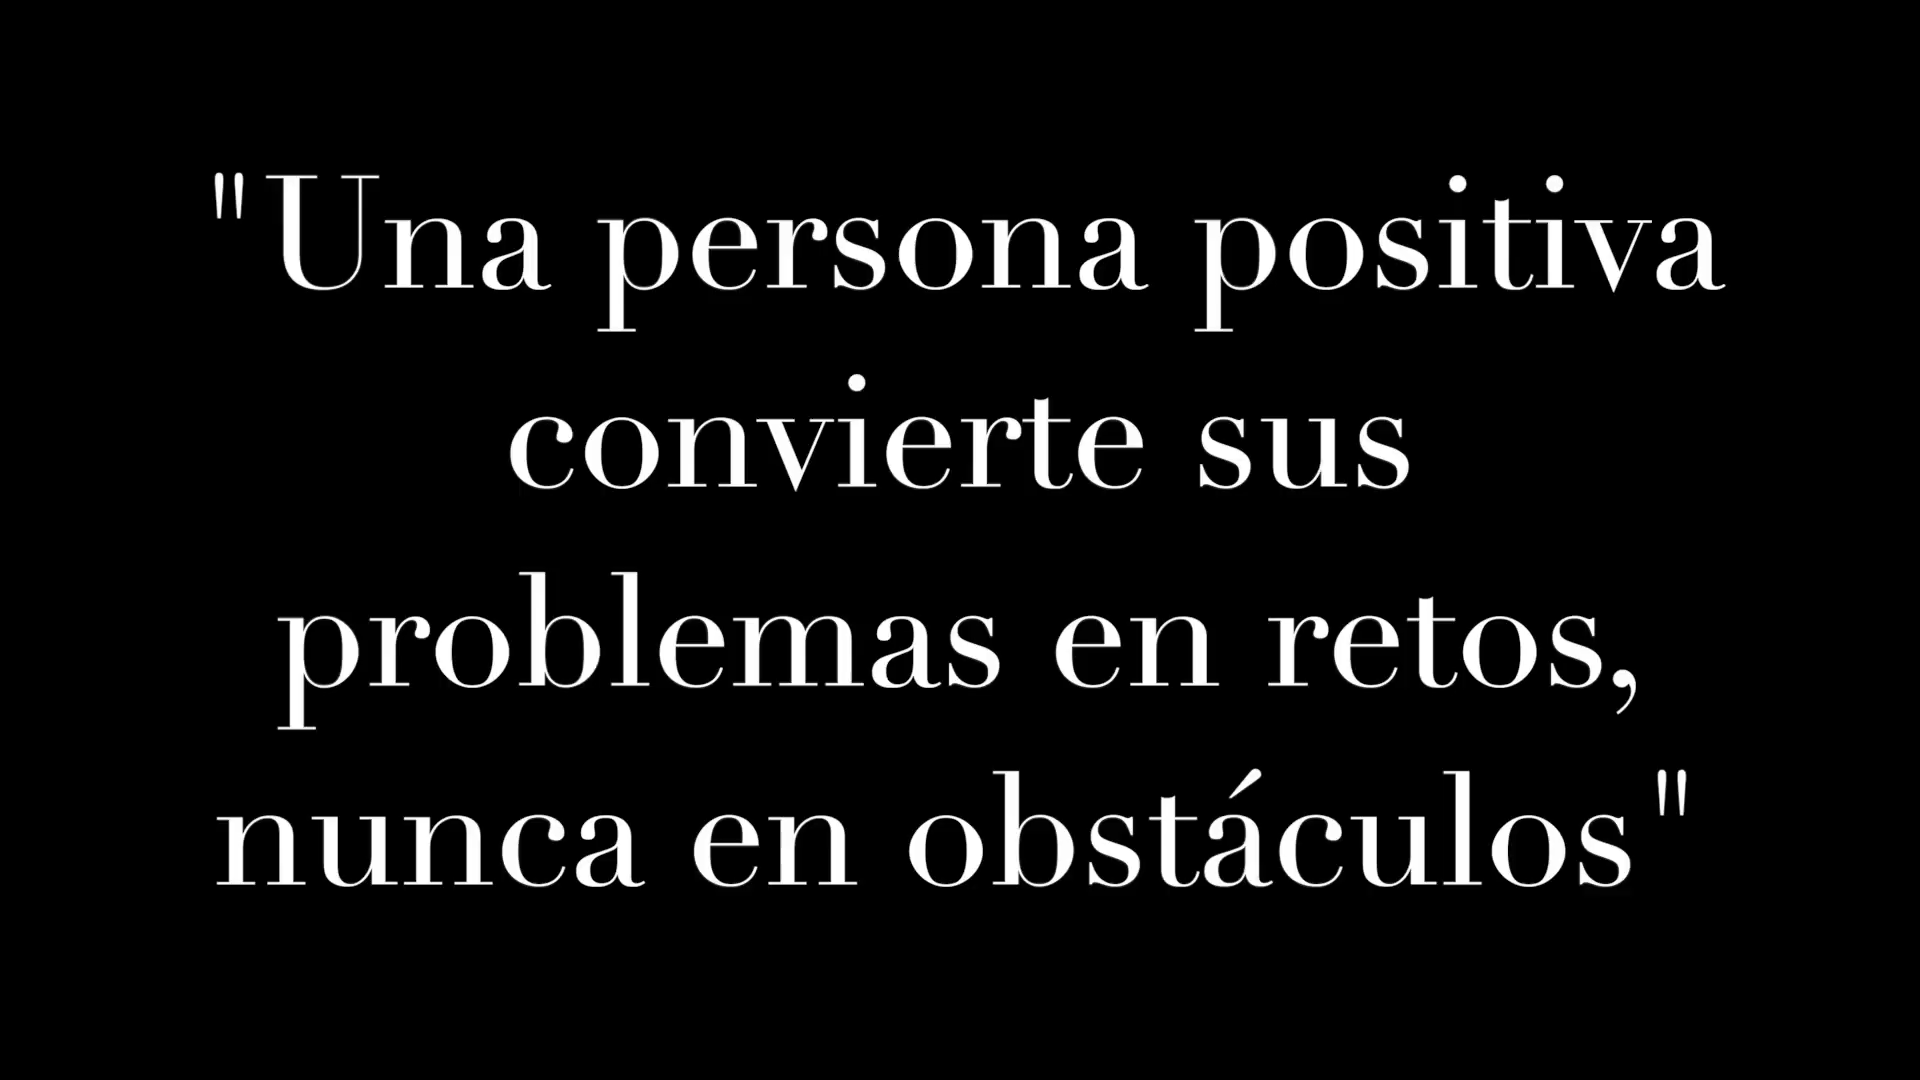 "Una persona positiva
convierte sus
problemas en retos,
nunca en obstáculos"